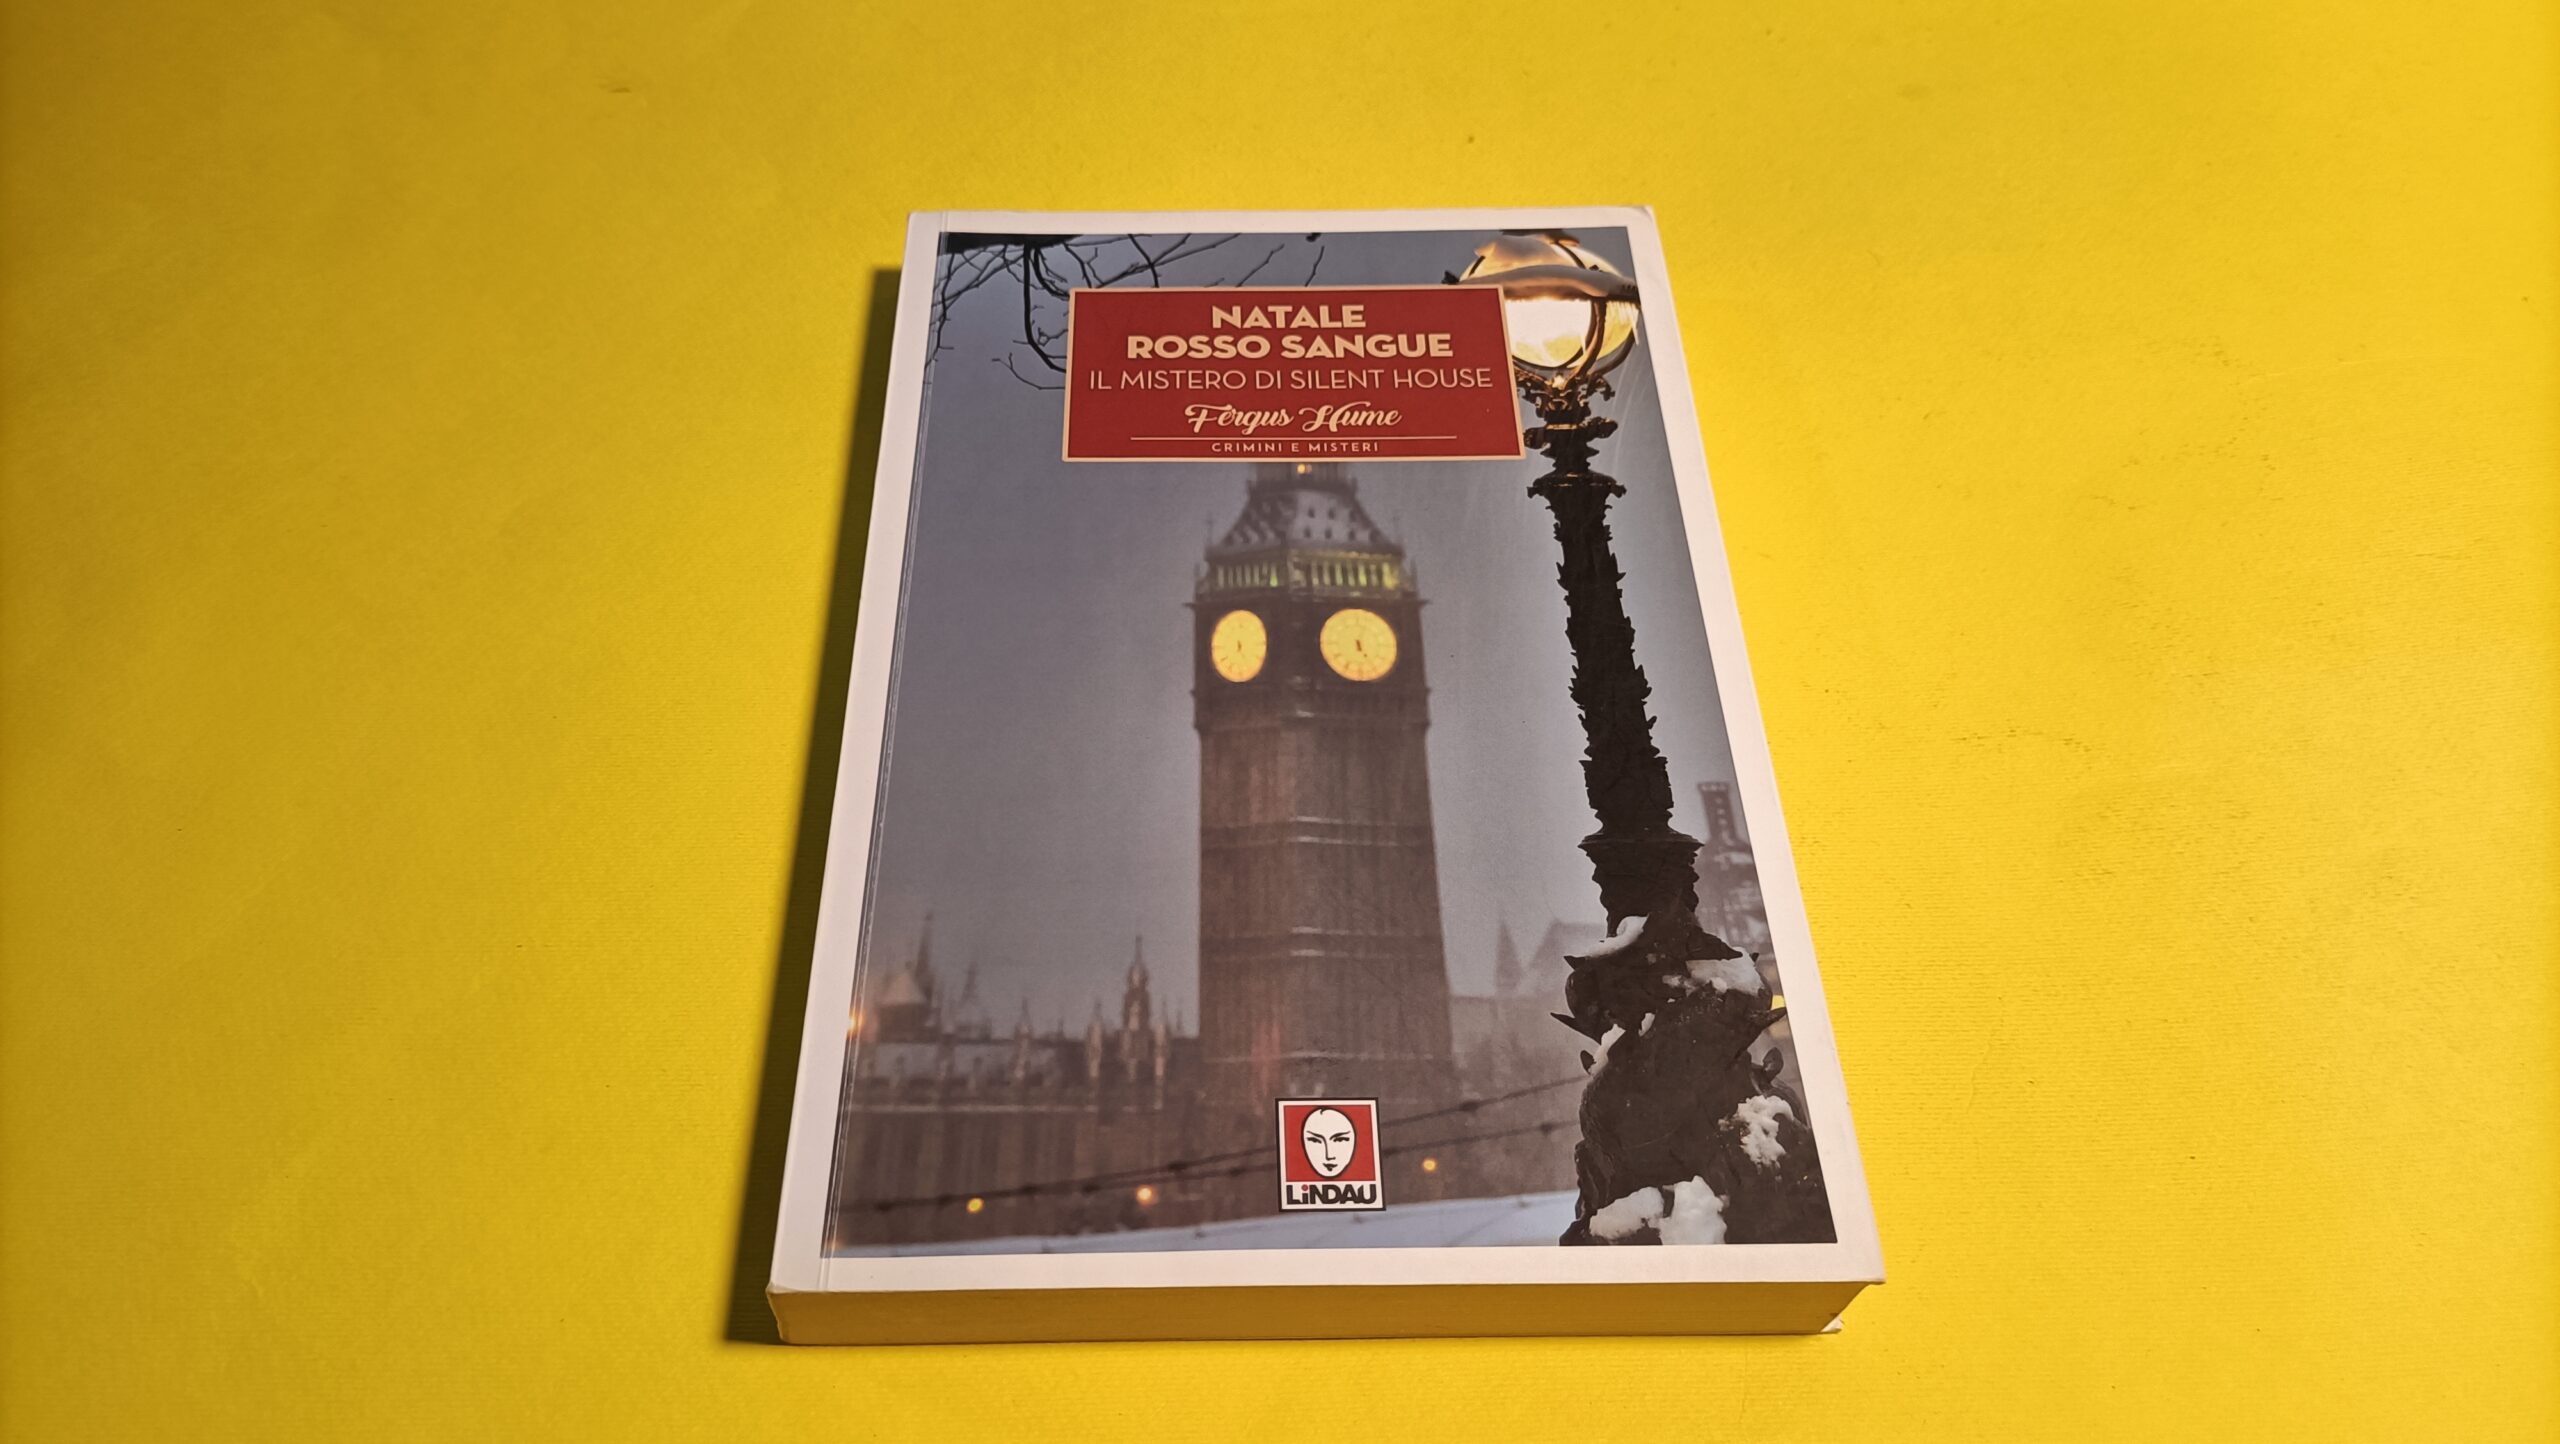 NATALE
ROSSO SANGUE
IL MISTERO DI SILENT HOUSE
Fergus Hume
CRIMINI E MISTERI
LiNDAU